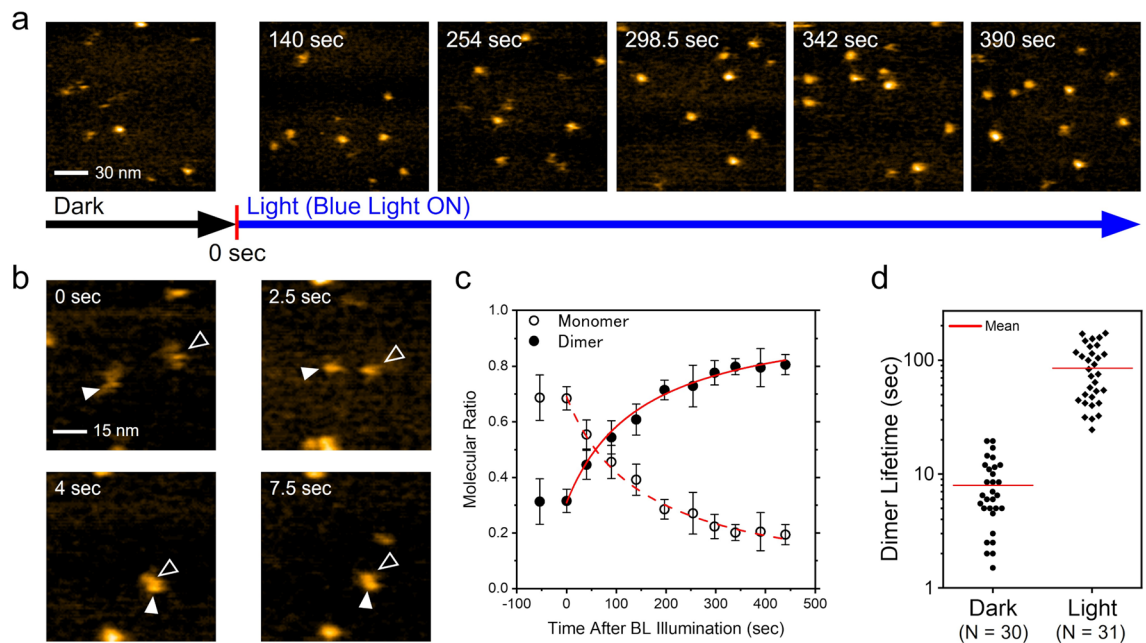 a
140 sec
254 sec
298.5 sec
342 sec
390 sec
30 nm
Dark
Light (Blue Light ON)
0 sec
b
0 sec
2.5 sec
15 nm
4 sec
7.5 sec
c
Monomer
Dimer
1.0
0.8
0.6
0.4
0.2
0.0
Molecular Ratio
-100 0 100 200 300 400 500
Time After BL Illumination (sec)
d
Mean
100
10
1
Dimer Lifetime (sec)
Dark Light
(N = 30) (N = 31)